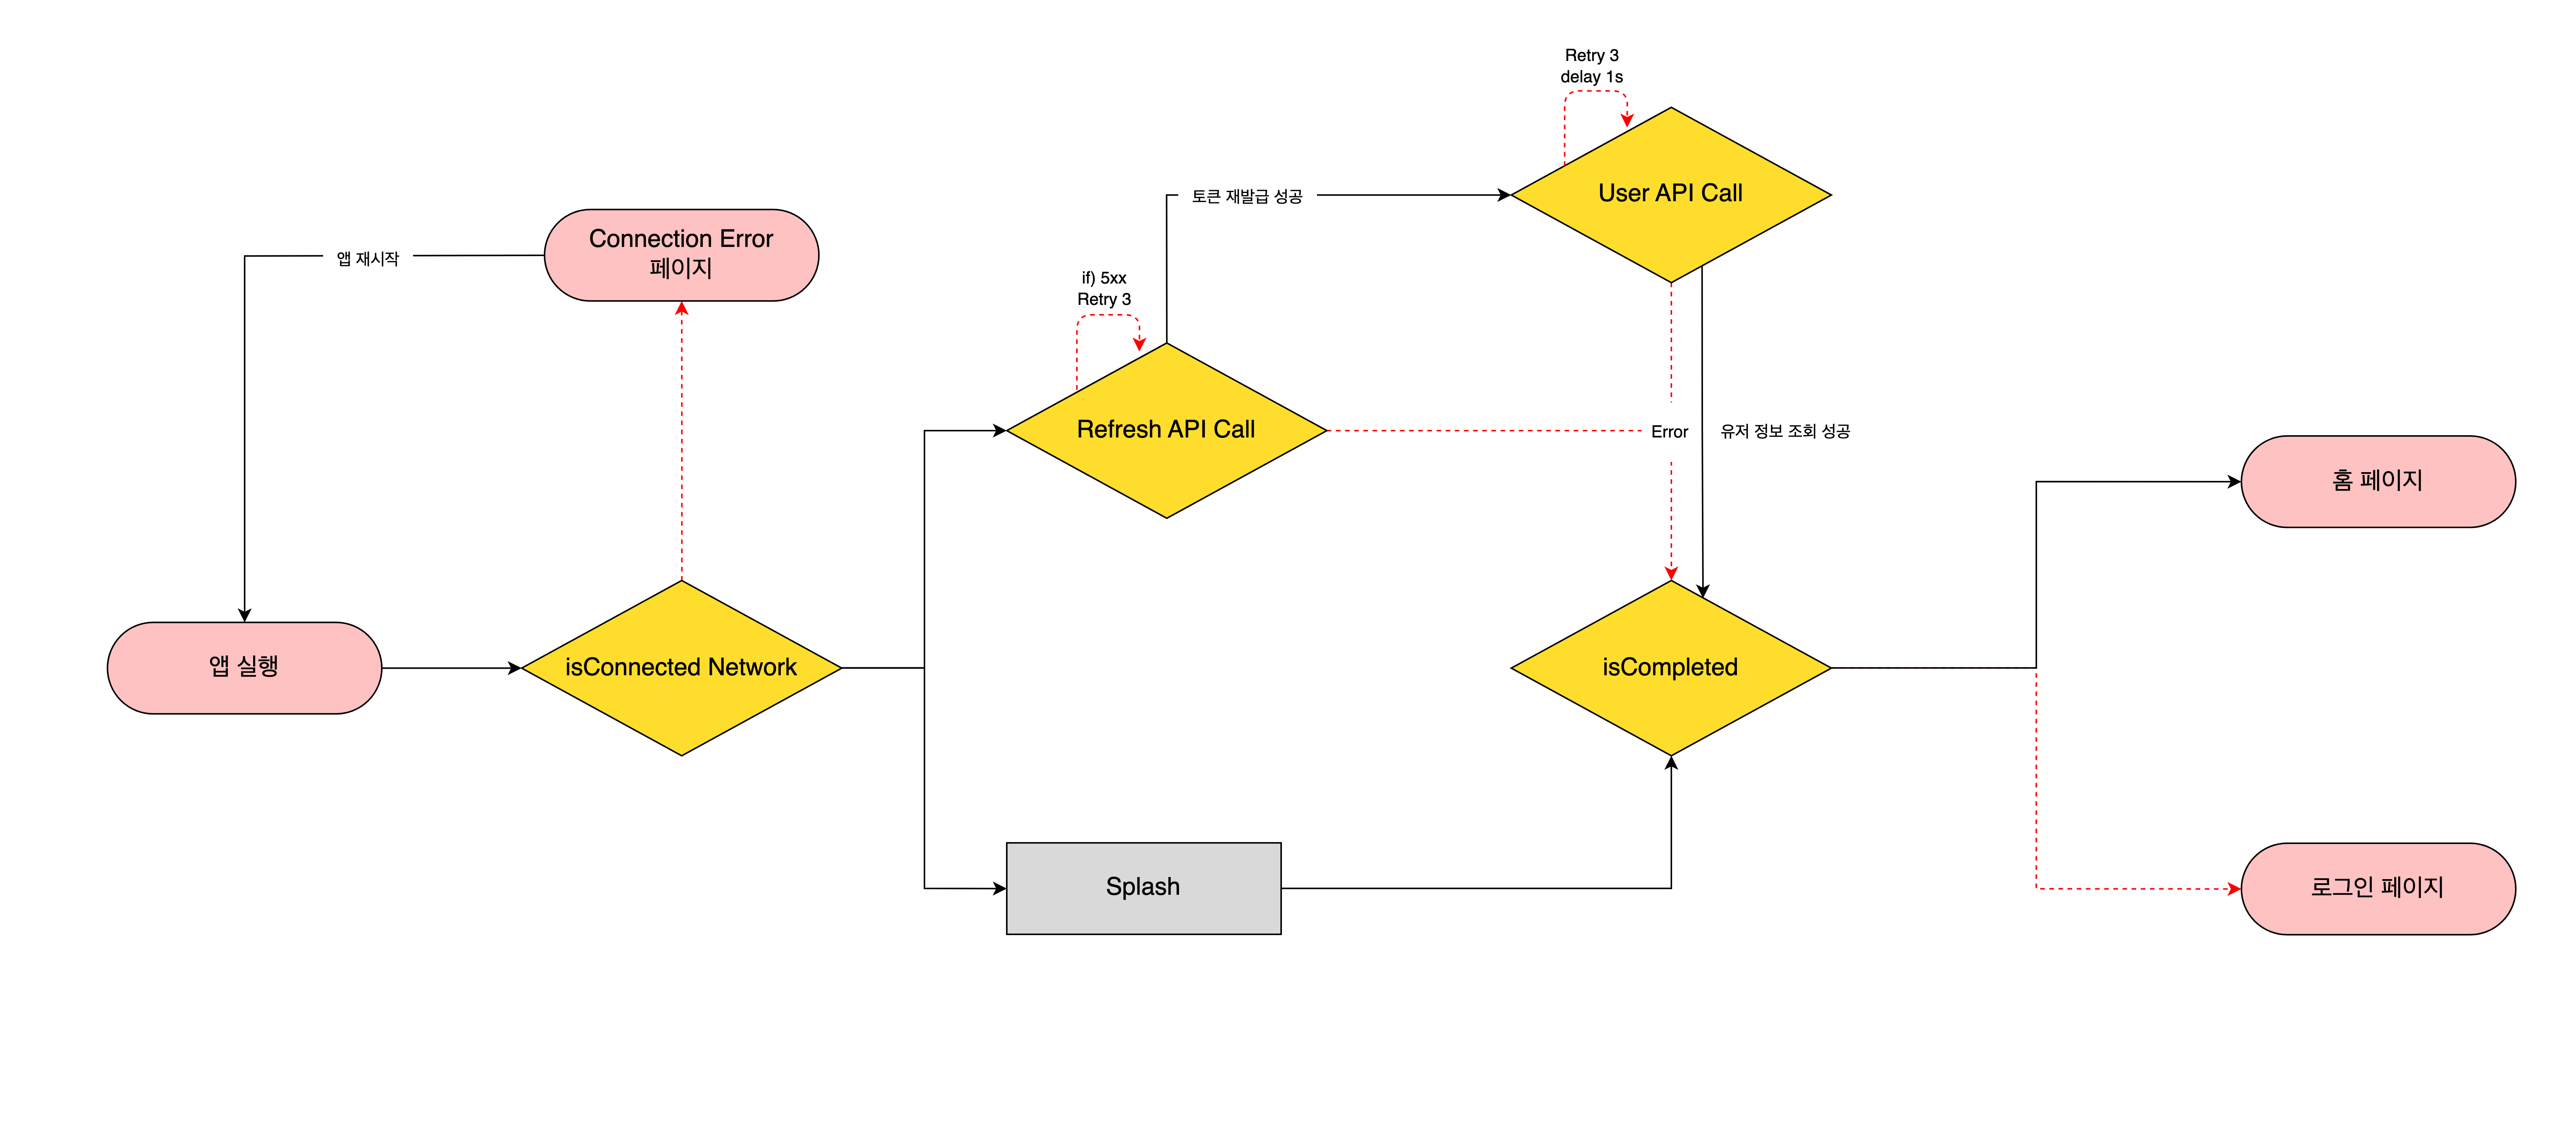 Retry 3
delay 1s
User API Call
토큰 재발급 성공
Connection Error
페이지
앱 재시작
if) 5xx
Retry 3
Refresh API Call
Error
유저 정보 조회 성공
홈 페이지
앱 실행
isConnected Network
isCompleted
Splash
로그인 페이지